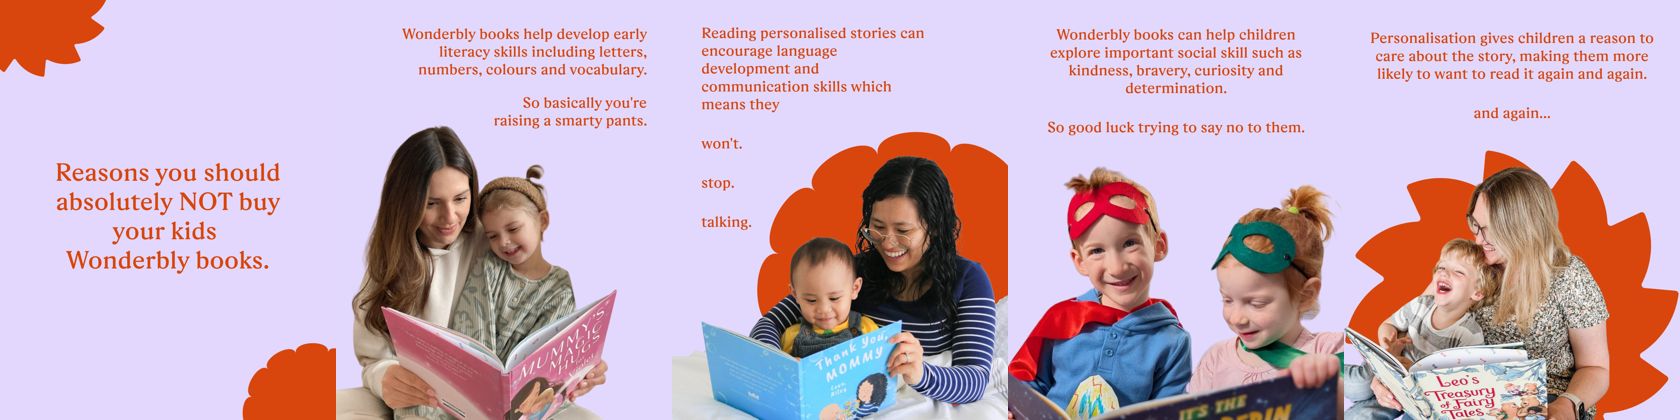 Reasons you should
absolutely NOT buy
your kids
Wonderbly books.
Wonderbly books help develop early
literacy skills including letters,
numbers, colours and vocabulary.
So basically you're
raising a smarty pants.
MUMMY'S
Reading personalised stories can
encourage language
development and
communication skills which
means they
won't.
stop.
talking.
Thank You,
MOMMY
Wonderbly books can help children
explore important social skill such as
kindness, bravery, curiosity and
determination.
So good luck trying to say no to them.
IT'S THE
Personalisation gives children a reason to
care about the story, making them more
likely to want to read it again and again.
and again...
Leo's
Treasury
of Fairy
Tales